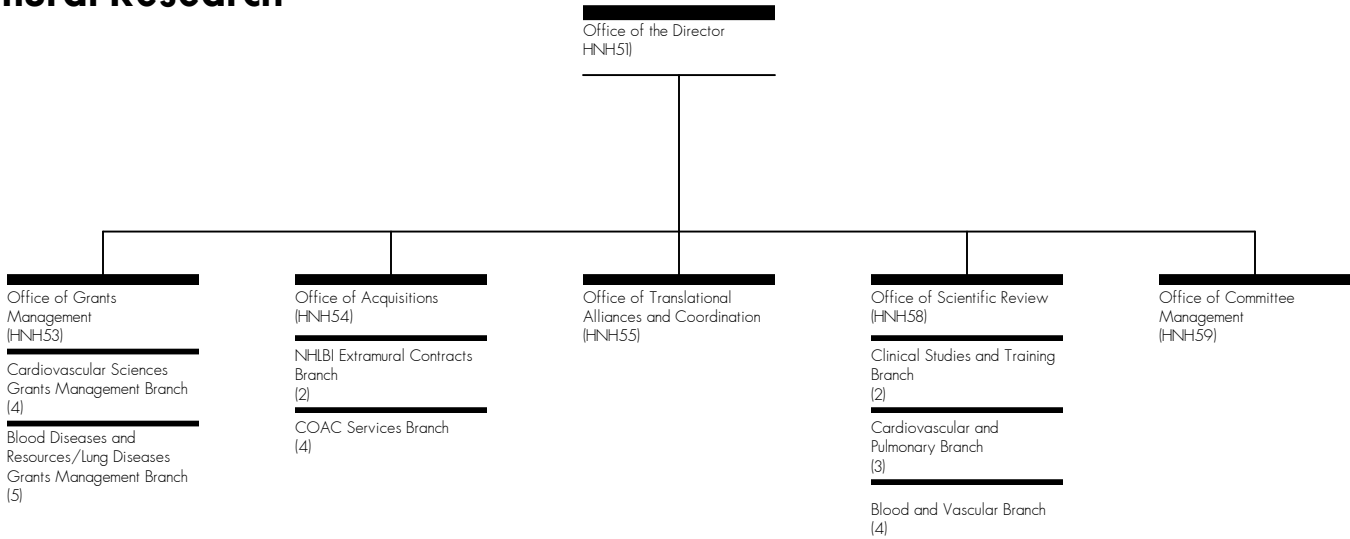 Research
Office of the Director
HNH51)
Office of Grants
Management
(HNH53)
Cardiovascular Sciences
Grants Management Branch
(4)
Blood Diseases and
Resources/Lung Diseases
Grants Management Branch
(5)
Office of Acquisitions
(HNH54)
NHLBI Extramural Contracts
Branch
(2)
COAC Services Branch
(4)
Office of Translational
Alliances and Coordination
(HNH55)
Office of Scientific Review
(HNH58)
Clinical Studies and Training
Branch
(2)
Cardiovascular and
Pulmonary Branch
(3)
Blood and Vascular Branch
(4)
Office of Committee
Management
(HNH59)